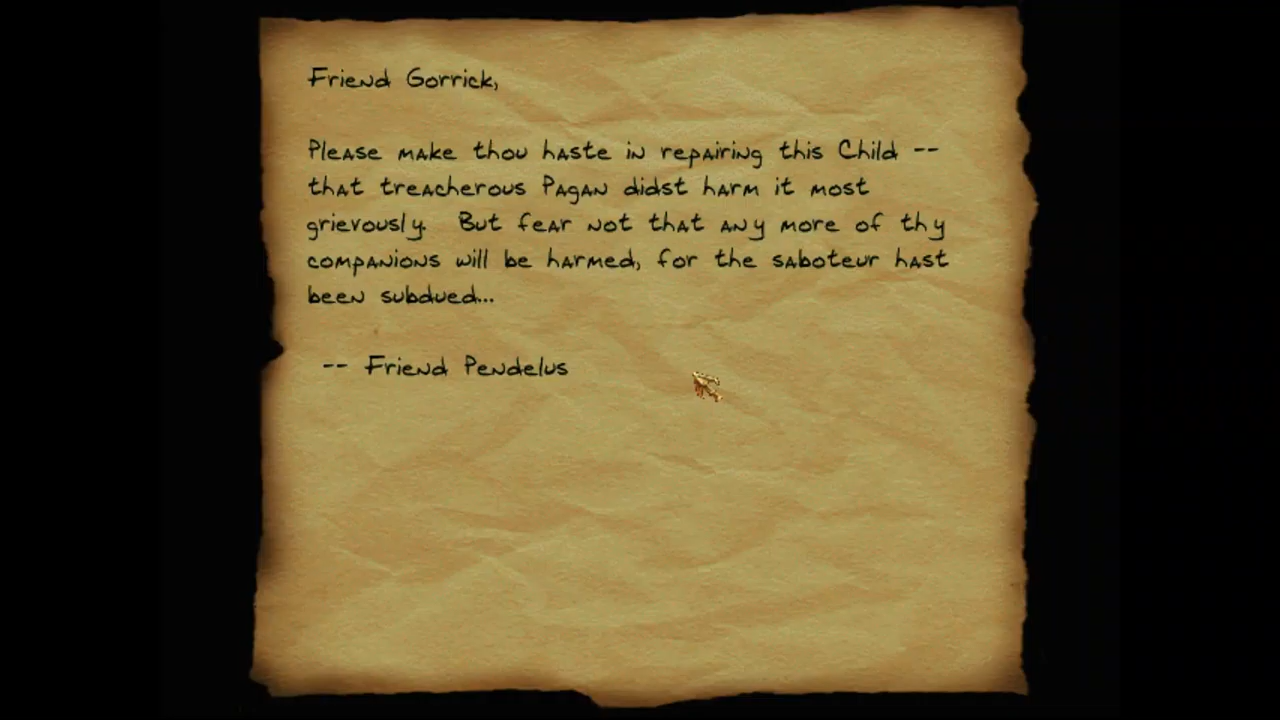 Friend Gorrick,
Please make thou haste in repairing this Child --
that treacherous Pagan didst harm it most
grievously.  But fear not that any more of thy
companions will be harmed, for the saboteur hast
been subdued...
-- Friend Pendelus